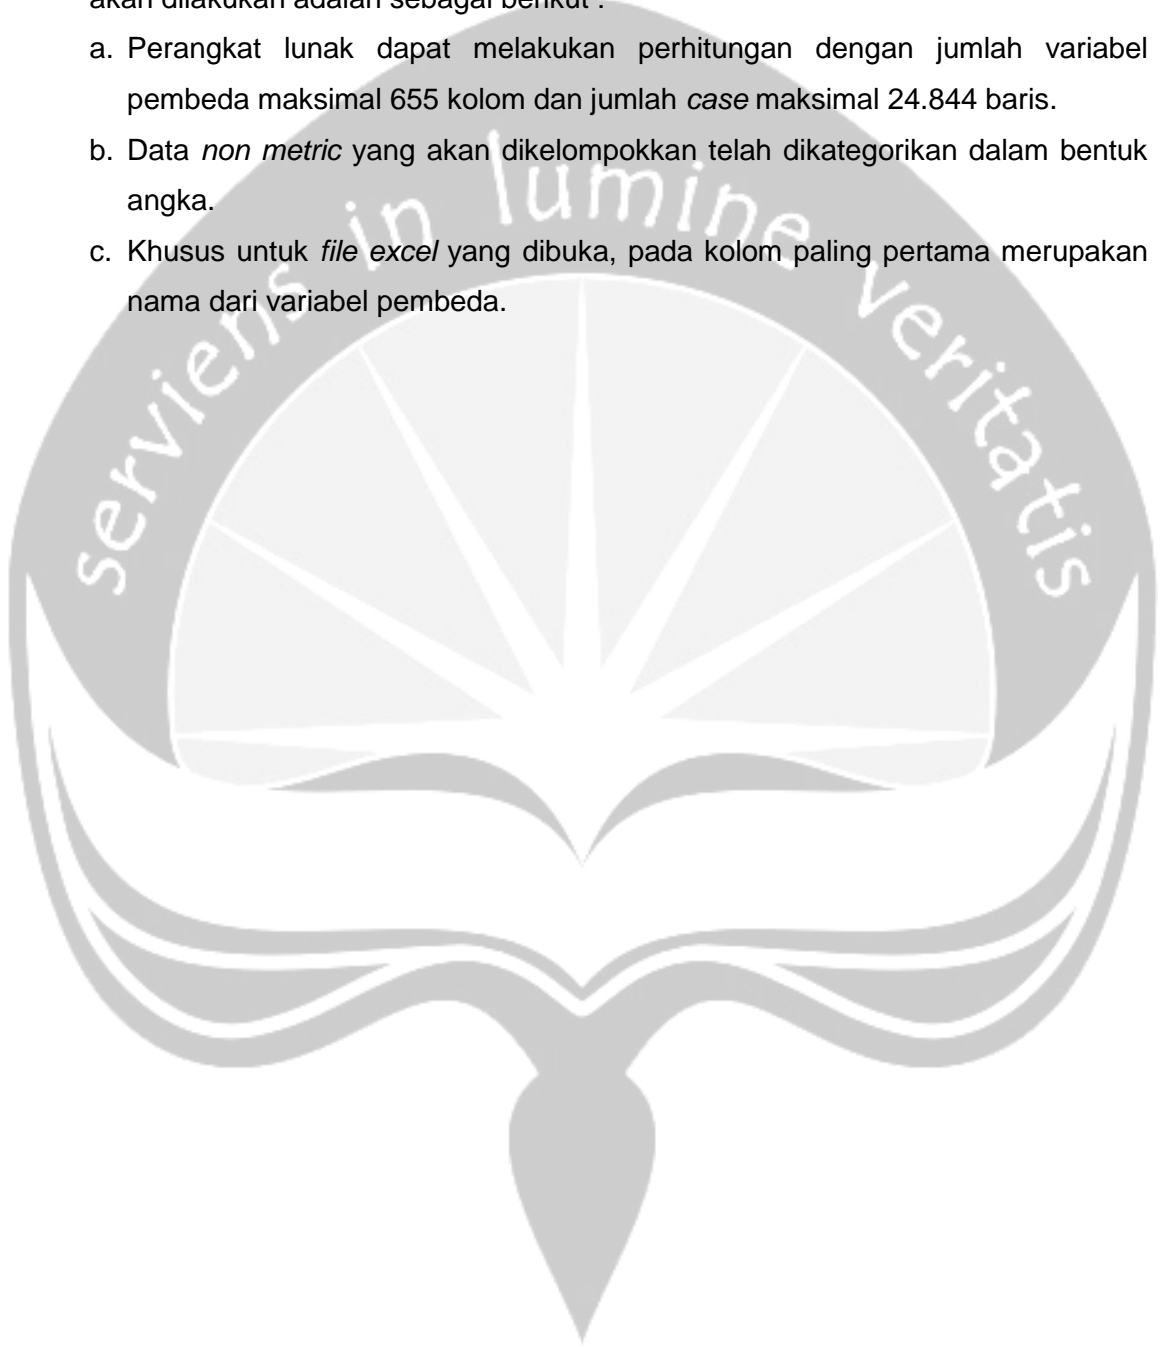 akan dilakukan adalah sebagai berikut :
a. Perangkat lunak dapat melakukan perhitungan dengan jumlah variabel
pembeda maksimal 655 kolom dan jumlah case maksimal 24.844 baris.
b. Data non metric yang akan dikelompokkan telah dikategorikan dalam bentuk
angka.
c. Khusus untuk file excel yang dibuka, pada kolom paling pertama merupakan
nama dari variabel pembeda.
serviens in lumine veritatis